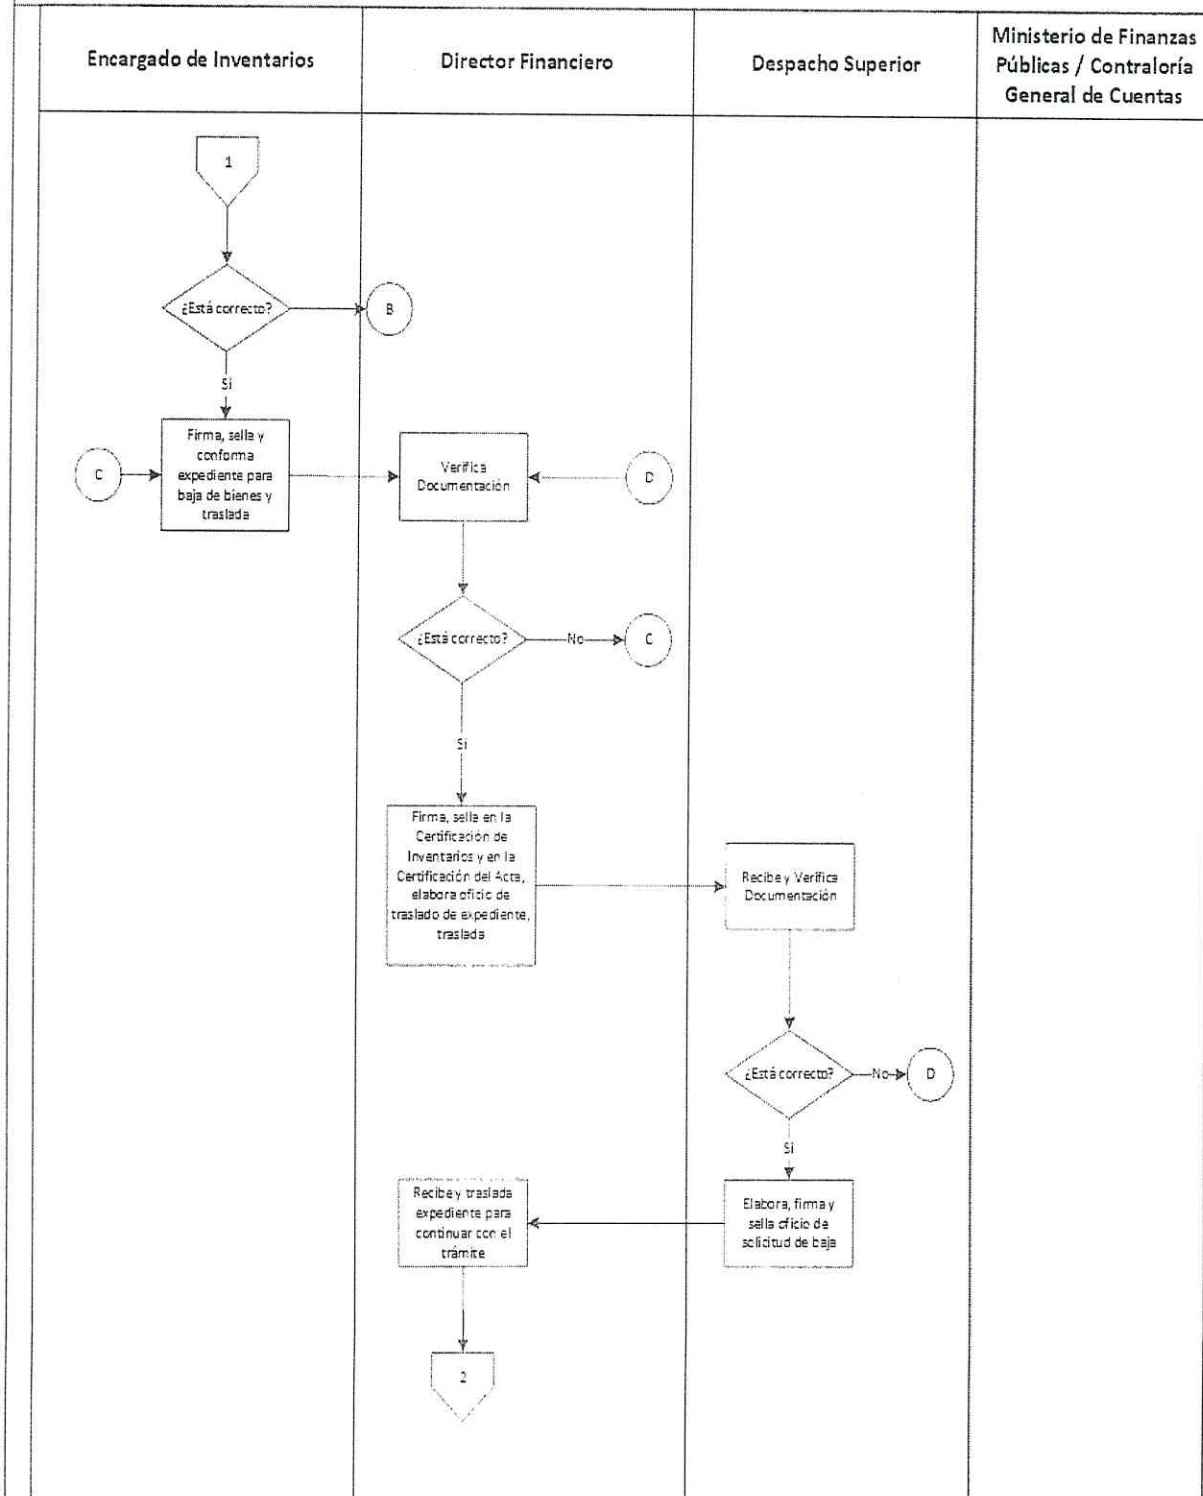 Encargado de Inventarios
Director Financiero
Despacho Superior
Ministerio de Finanzas
Públicas / Contraloría
General de Cuentas
1
¿Está correcto?
B
Si
C
Firma, sella y
conforma
expediente para
baja de bienes y
traslada
Verifica
Documentación
D
¿Está correcto?
No
C
Si
Firma, sella en la
Certificación de
Inventarios y en la
Certificación del Acta,
elabora oficio de
traslado de expediente,
traslada
Recibe y Verifica
Documentación
¿Está correcto?
No
D
Si
Elabora, firma y
sella oficio de
solicitud de baja
Recibe y traslada
expediente para
continuar con el
trámite
2